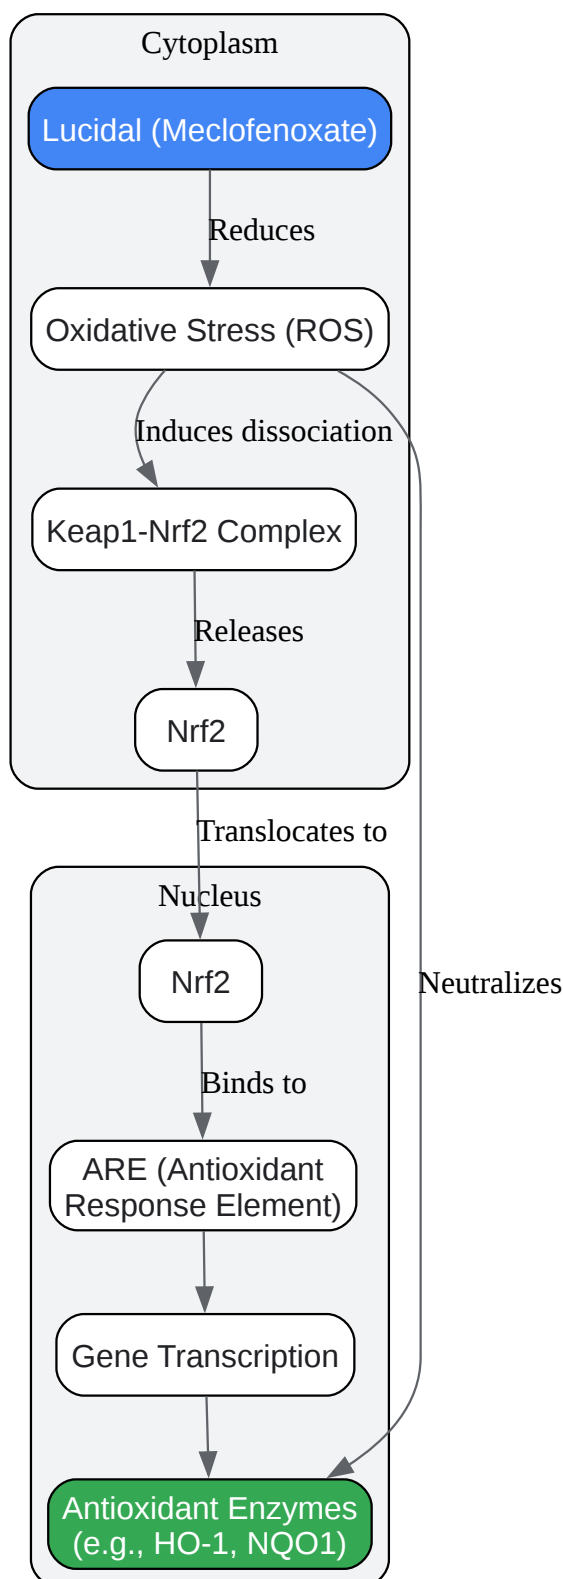 Cytoplasm
Lucidal (Meclofenoxate)
Reduces
Oxidative Stress (ROS)
Induces dissociation
Keap1-Nrf2 Complex
Releases
Nrf2
Translocates to
Nucleus
Nrf2
Neutralizes
Binds to
ARE (Antioxidant
Response Element)
Gene Transcription
Antioxidant Enzymes
(e.g., HO-1, NQO1)